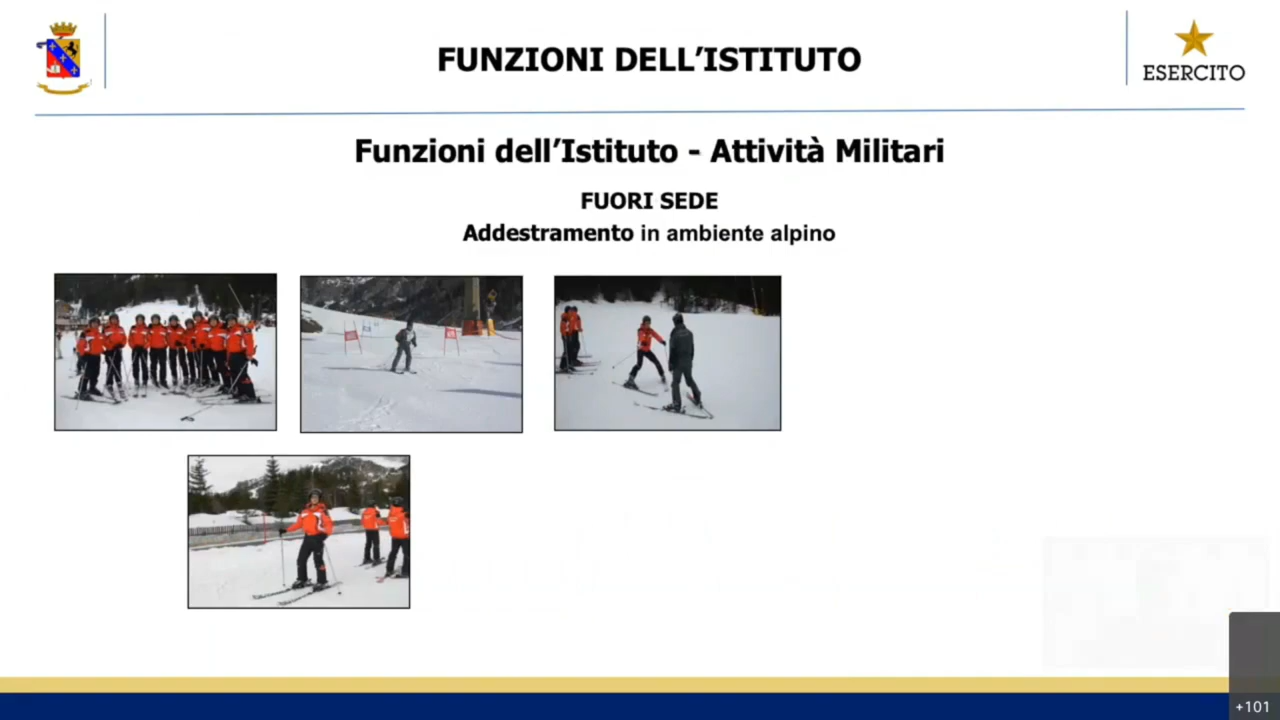 FUNZIONI DELL'ISTITUTO
ESERCITO
Funzioni dell'Istituto - Attività Militari
FUORI SEDE
Addestramento in ambiente alpino
+101